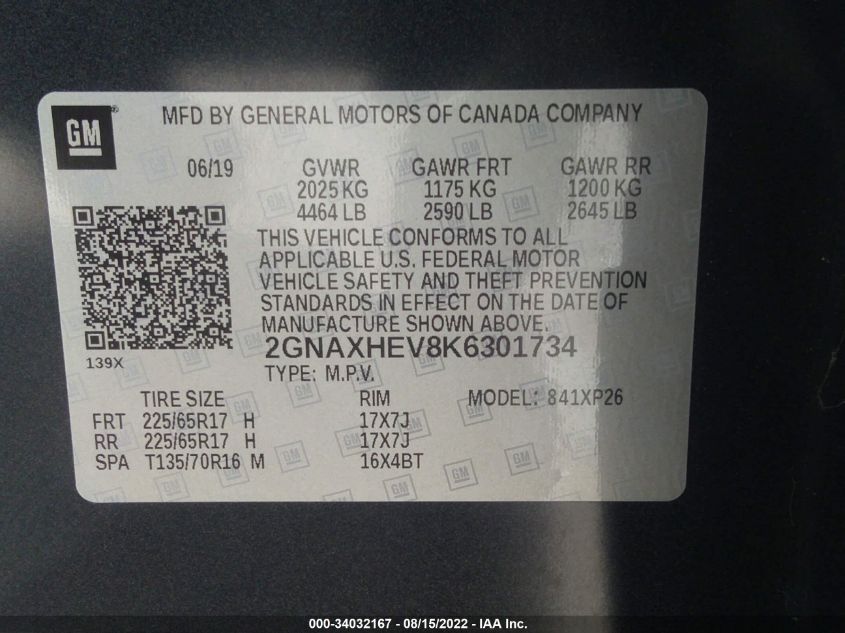 GM ®
MFD BY GENERAL MOTORS OF CANADA COMPANY
06/19 GVWR GAWR FRT GAWR RR
2025 KG 1175 KG 1200 KG
4464 LB 2590 LB 2645 LB
THIS VEHICLE CONFORMS TO ALL
APPLICABLE U.S. FEDERAL MOTOR
VEHICLE SAFETY AND THEFT PREVENTION
STANDARDS IN EFFECT ON THE DATE OF
MANUFACTURE SHOWN ABOVE.
139X
2GNAXHEV8K6301734
TYPE: M.P.V.
TIRE SIZE RIM MODEL: 841XP26
FRT 225/65R17 H 17X7J
RR 225/65R17 H 17X7J
SPA T135/70R16 M 16X4BT
000-34032167 - 08/15/2022 - IAA Inc.